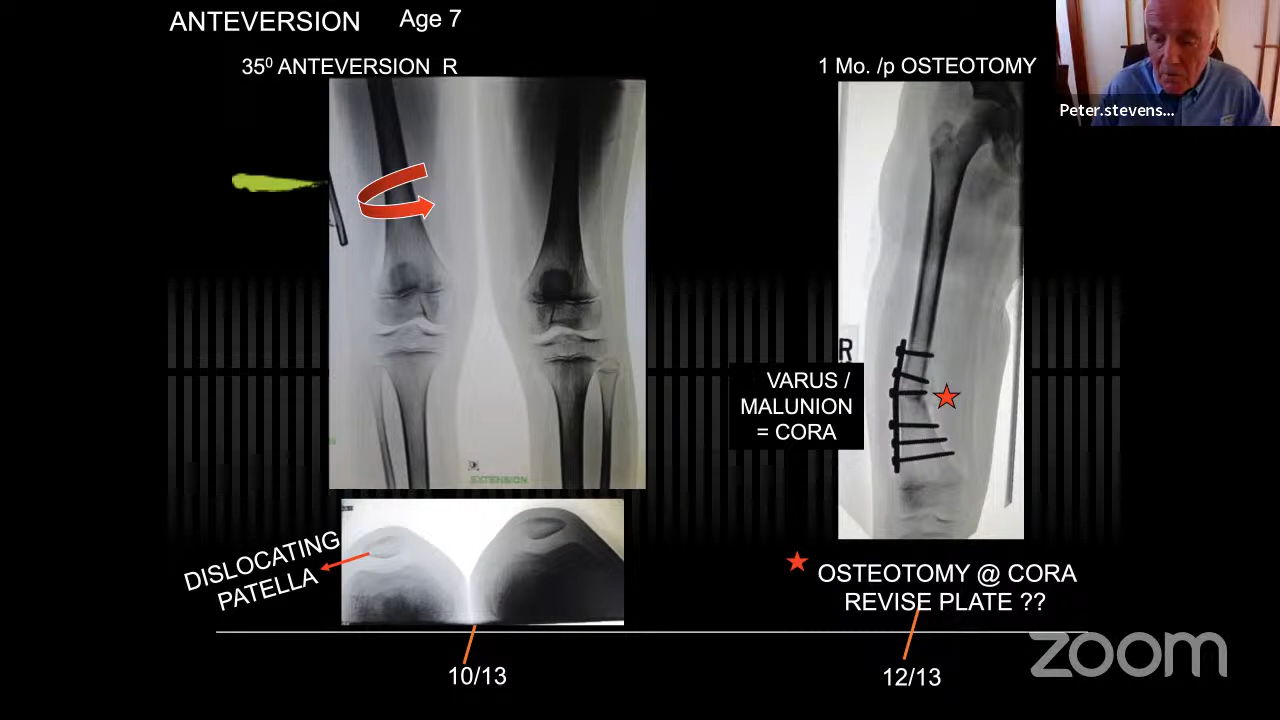 ANTEVERSION Age 7
35⁰ ANTEVERSION R
1 Mo. /p OSTEOTOMY
Peter.stevens...
R
VARUS /
MALUNION
= CORA
EXTENSION
DISLOCATING
PATELLA
OSTEOTOMY @ CORA
REVISE PLATE ??
10/13
12/13
zoom